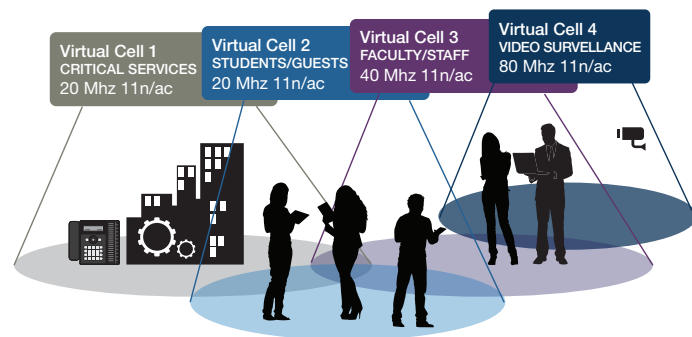 Virtual Cell 1
CRITICAL SERVICES
20 Mhz 11n/ac
Virtual Cell 2
STUDENTS/GUESTS
20 Mhz 11n/ac
Virtual Cell 3
FACULTY/STAFF
40 Mhz 11n/ac
Virtual Cell 4
VIDEO SURVELLANCE
80 Mhz 11n/ac